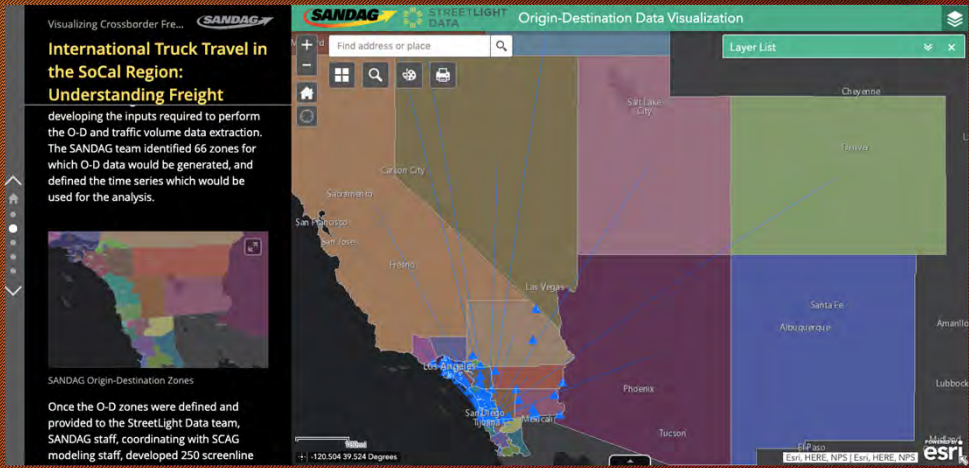 Visualizing Crossborder Fre...
SANDAG
International Truck Travel in
the SoCal Region:
Understanding Freight
developing the inputs required to perform
the O-D and traffic volume data extraction.
The SANDAG team identified 66 zones for
which O-D data would be generated, and
defined the time series which would be
used for the analysis.
SANDAG Origin-Destination Zones
Once the O-D zones were defined and
provided to the StreetLight Data team,
SANDAG staff, coordinating with SCAG
modeling staff, developed 250 screenline
SANDAG
STREETLIGHT
DATA
Origin-Destination Data Visualization
Find address or place
Layer List
Cheyenne
Salt Lake
City
Denver
Carson City
Sacramento
San Francisco
San Jose
Fresno
Las Vegas
Santa Fe
Albuquerque
Amarillo
Los Angeles
Phoenix
Lubbock
San Diego
Tijuana
Mexicali
Tucson
El Paso
Midland
-120.504 39.524 Degrees
Esri, HERE, NPS | Esri, HERE, NPS
POWERED BY
esri